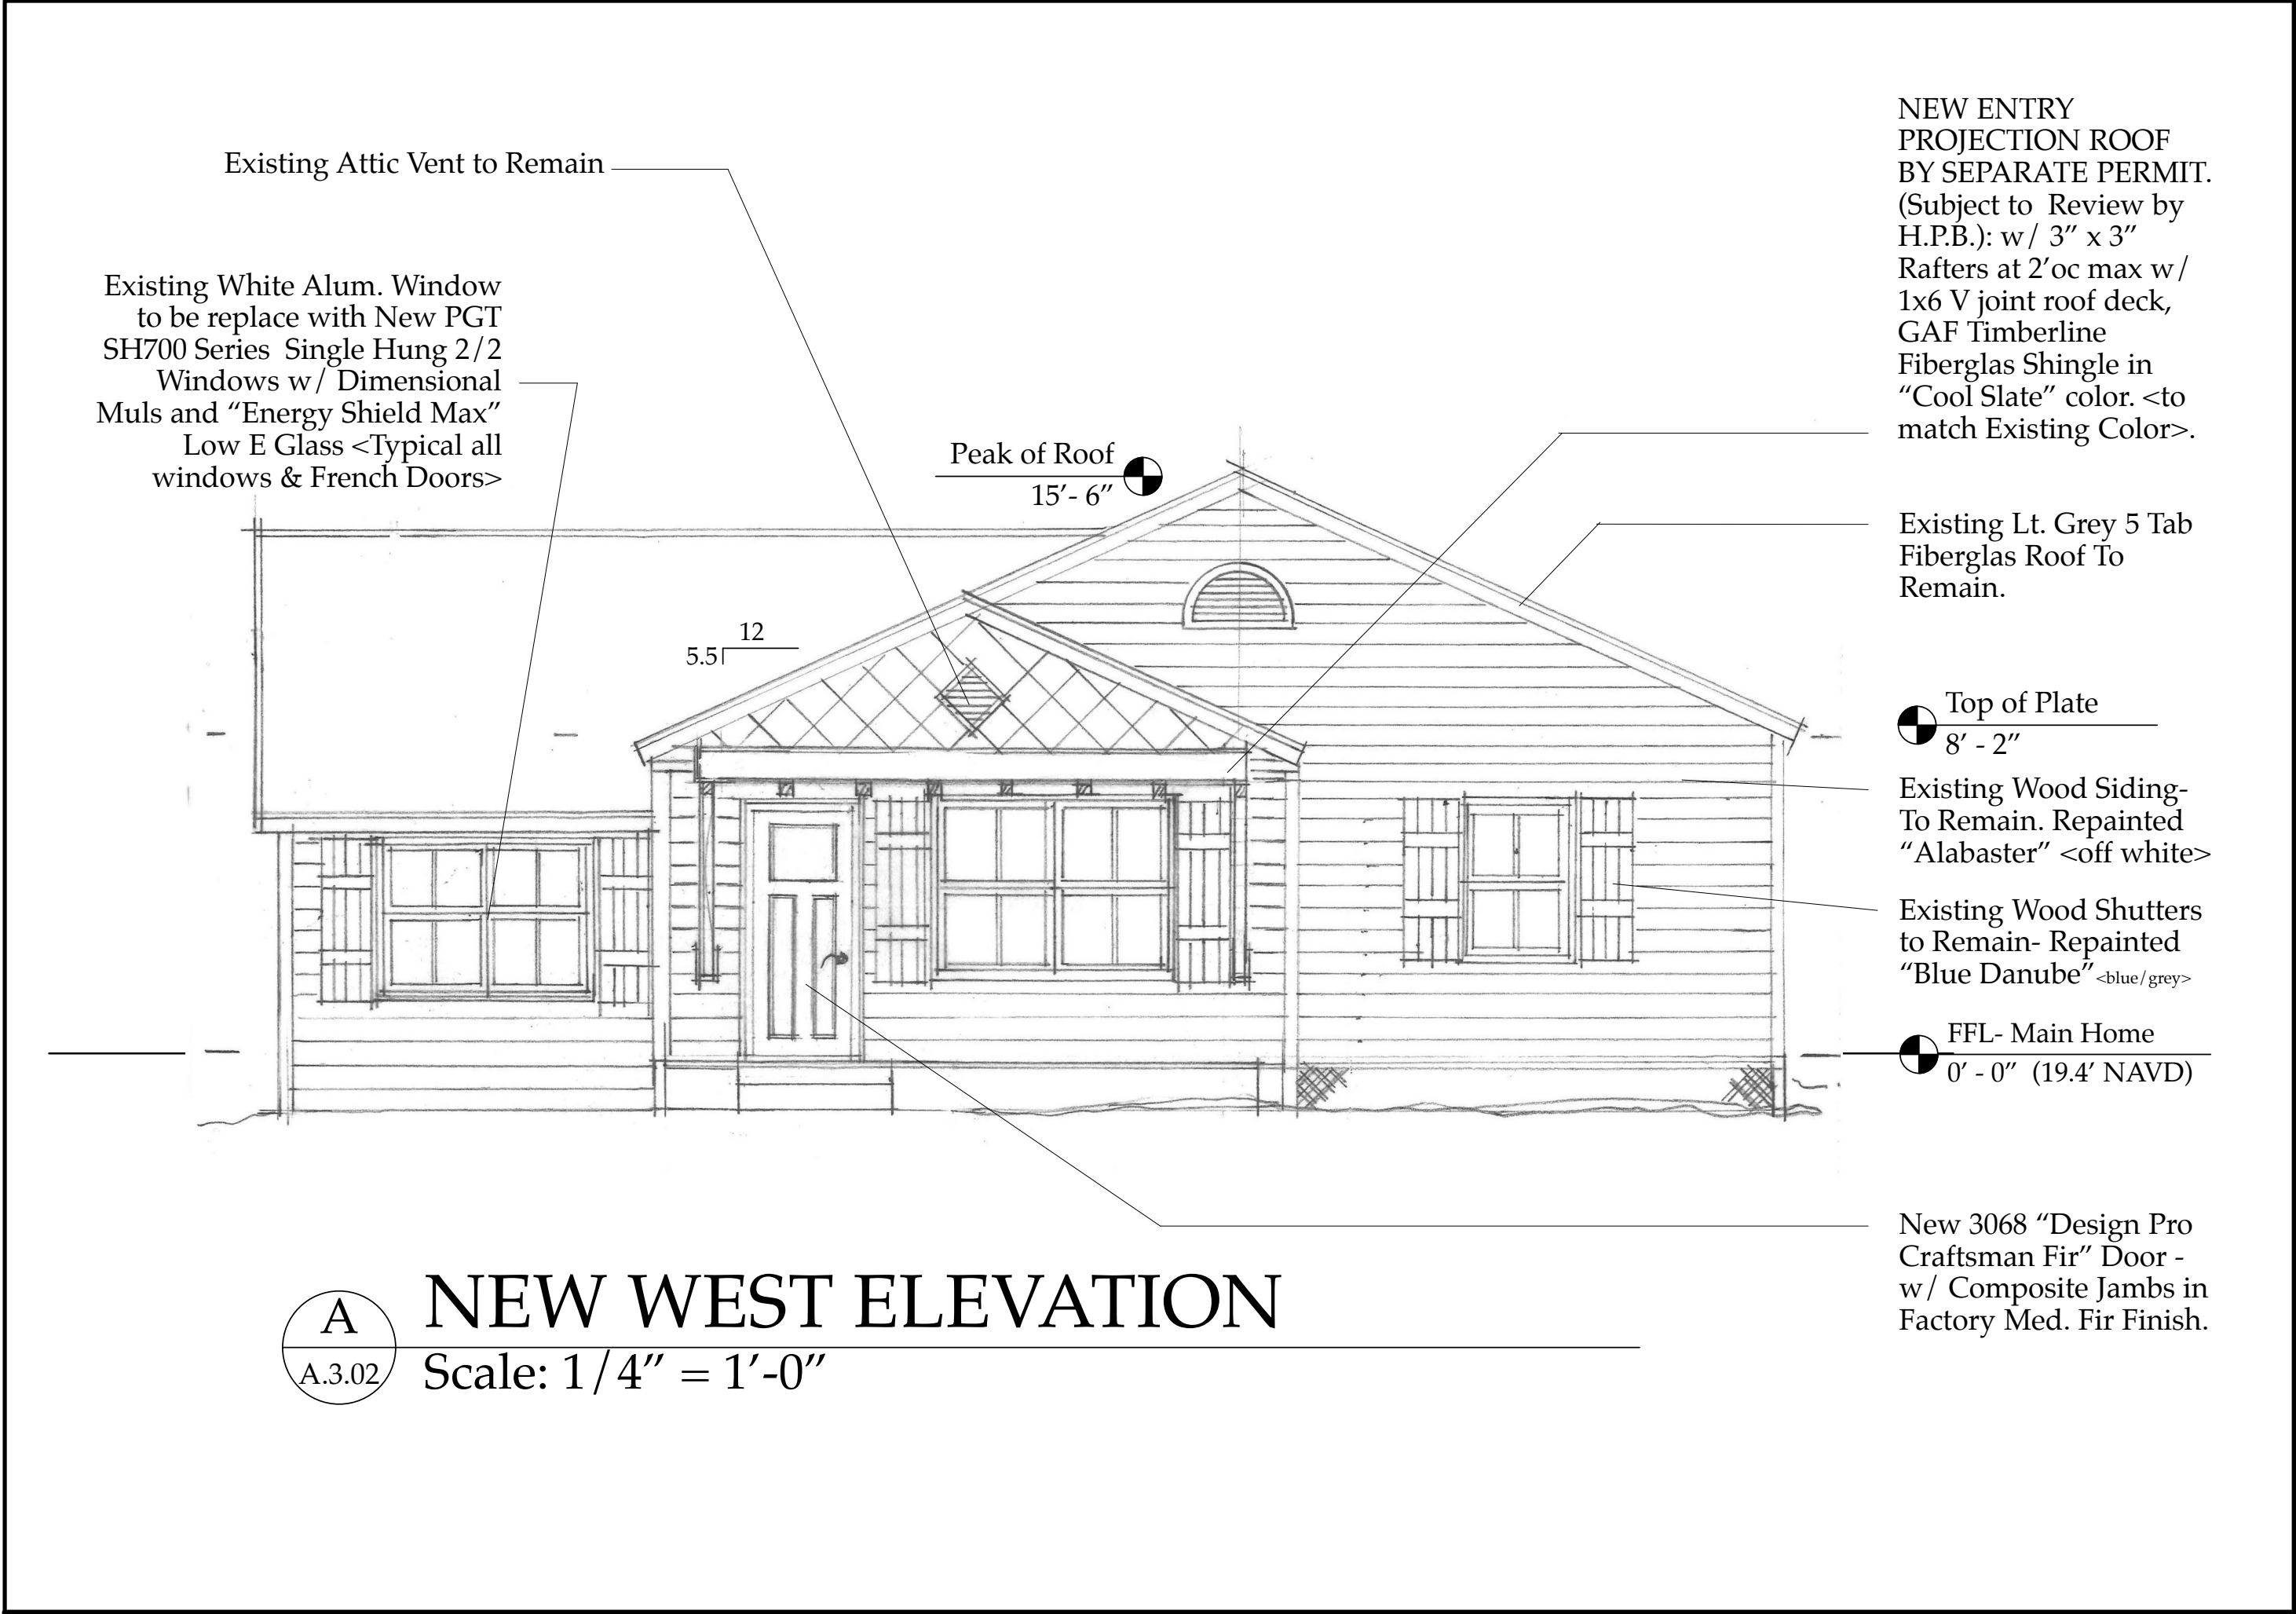 Existing Attic Vent to Remain
Existing White Alum. Window
to be replace with New PGT
SH700 Series  Single Hung 2/2
Windows w/ Dimensional
Muls and “Energy Shield Max”
Low E Glass <Typical all
windows & French Doors>
Peak of Roof
15’- 6”
12
5.5
NEW ENTRY
PROJECTION ROOF
BY SEPARATE PERMIT.
(Subject to  Review by
H.P.B.): w/ 3” x 3”
Rafters at 2’oc max w/
1x6 V joint roof deck,
GAF Timberline
Fiberglas Shingle in
“Cool Slate” color. <to
match Existing Color>.
Existing Lt. Grey 5 Tab
Fiberglas Roof To
Remain.
Top of Plate
8’ - 2”
Existing Wood Siding-
To Remain. Repainted
“Alabaster” <off white>
Existing Wood Shutters
to Remain- Repainted
“Blue Danube”<blue/grey>
FFL- Main Home
0’ - 0”  (19.4’ NAVD)
New 3068 “Design Pro
Craftsman Fir” Door -
w/ Composite Jambs in
Factory Med. Fir Finish.
A
A.3.02
NEW WEST ELEVATION
Scale: 1/4” = 1’-0”